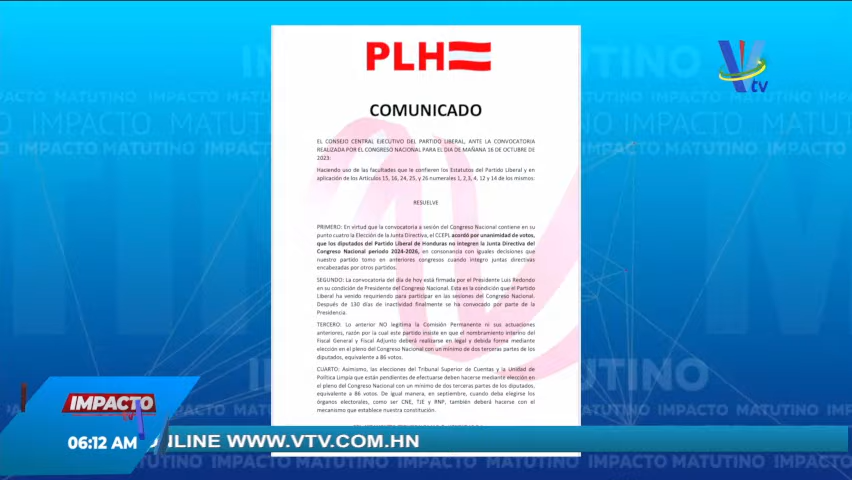 PLH
COMUNICADO
EL CONSEJO CENTRAL EJECUTIVO DEL PARTIDO LIBERAL, ANTE LA CONVOCATORIA
REALIZADA POR EL CONGRESO NACIONAL PARA EL DIA DE MAÑANA 16 DE OCTUBRE DE
2023:
Haciendo uso de las facultades que le confieren los Estatutos del Partido Liberal y en
aplicación de los Artículos 15, 16, 24, 25, y 26 numerales 1, 2,3, 4, 12 y 14 de los mismos:
RESUELVE
PRIMERO: En virtud que la convocatoria a sesión del Congreso Nacional contiene en su
punto cuatro la Elección de la Junta Directiva, el CCEPL acordó por unanimidad de votos,
que los diputados del Partido Liberal de Honduras no integren la Junta Directiva del
Congreso Nacional periodo 2024-2026, en consonancia con iguales decisiones que
nuestro partido tomo en anteriores congresos cuando integro juntas directivas
encabezadas por otros partidos.
SEGUNDO: La convocatoria del día de hoy está firmada por el Presidente Luis Redondo
en su condición de Presidente del Congreso Nacional. Esta es la condición que el Partido
Liberal ha venido requiriendo para participar en las sesiones del Congreso Nacional.
Después de 130 días de inactividad finalmente se ha convocado por parte de la
Presidencia.
TERCERO: Lo anterior NO legitima la Comisión Permanente ni sus actuaciones
anteriores, razón por la cual este partido insiste en que el nombramiento interino del
Fiscal General y Fiscal Adjunto deberá realizarse en legal y debida forma mediante
elección en el pleno del Congreso Nacional con un mínimo de dos terceras partes de los
diputados, equivalente a 86 votos.
CUARTO: Asimismo, las elecciones del Tribunal Superior de Cuentas y la Unidad de
Política Limpia que están pendientes de efectuarse deben hacerse mediante elección en
el pleno del Congreso Nacional con un mínimo de dos terceras partes de los diputados,
equivalente a 86 votos. De igual manera, en septiembre, cuando deba elegirse los
órganos electorales, como ser CNE, TJE y RNP, también deberá hacerse con el
mecanismo que establece nuestra constitución.
Vtv
IMPACTO
06:12 AM
LINE WWW.VTV.COM.HN
IMPACTO MATUTINO